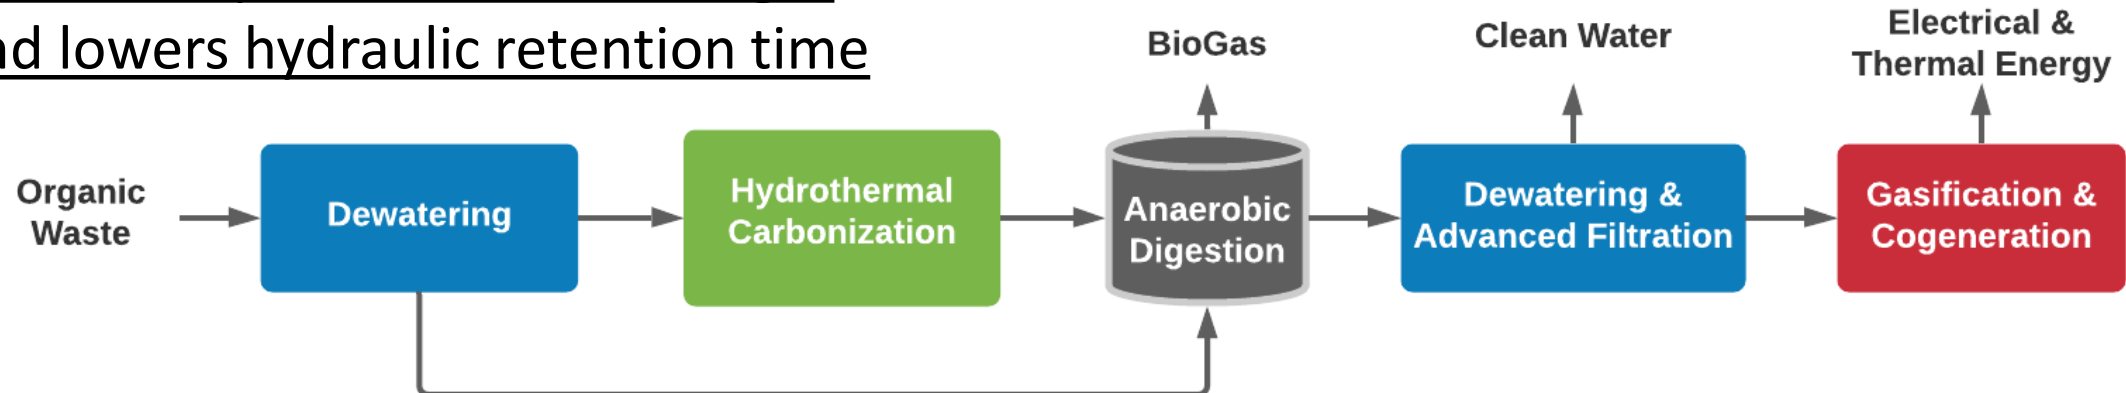 nd lowers hydraulic retention time
BioGas
Clean Water
Electrical &
Thermal Energy
Organic
Waste
Dewatering
Hydrothermal
Carbonization
Anaerobic
Digestion
Dewatering &
Advanced Filtration
Gasification &
Cogeneration